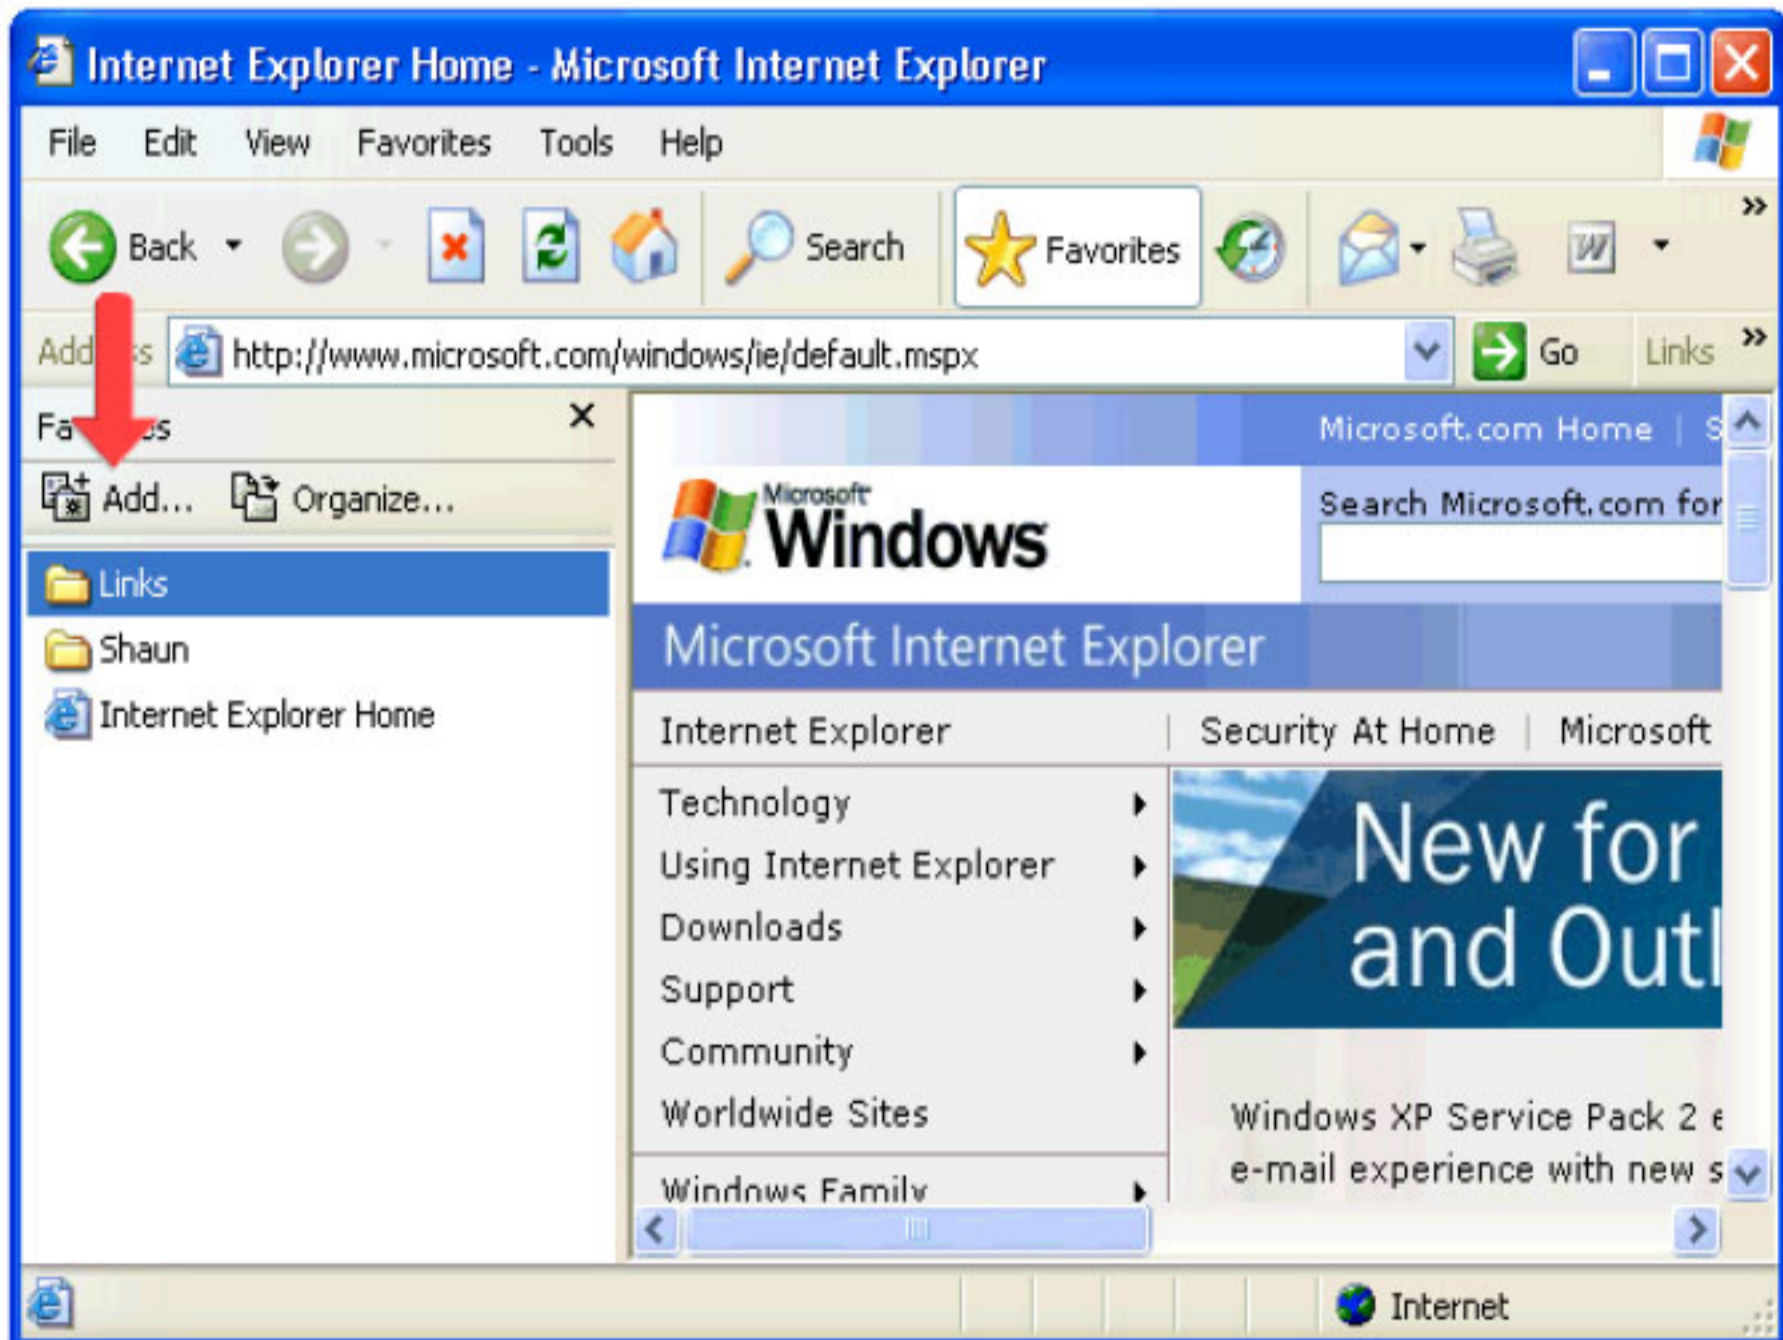 Internet Explorer Home - Microsoft Internet Explorer
File Edit View Favorites Tools Help
Back Search Favorites W »
http://www.microsoft.com/windows/ie/default.mspx Go Links »
Add... Organize...
Links
Shaun
Internet Explorer Home
Microsoft.com Home | S
Microsoft Windows
Search Microsoft.com for
Microsoft Internet Explorer
Internet Explorer | Security At Home | Microsoft
Technology
Using Internet Explorer
Downloads
Support
Community
Worldwide Sites
Windows Family
New for
and Outl
Windows XP Service Pack 2 e
e-mail experience with new s
Internet